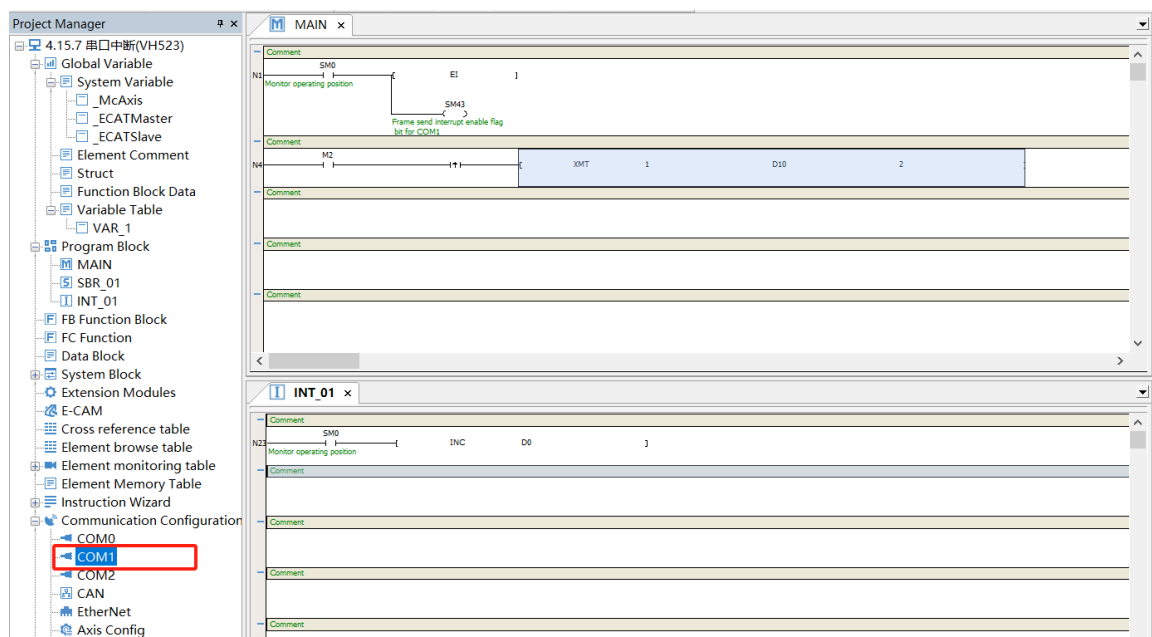 Project Manager
4.15.7 串口中断(VH523)
Global Variable
System Variable
_McAxis
_ECATMaster
_ECATSlave
Element Comment
Struct
Function Block Data
Variable Table
VAR_1
Program Block
MAIN
SBR_01
INT_01
FB Function Block
FC Function
Data Block
System Block
Extension Modules
E-CAM
Cross reference table
Element browse table
Element monitoring table
Element Memory Table
Instruction Wizard
Communication Configuration
COM0
COM1
COM2
CAN
EtherNet
Axis Config
MAIN
Comment
SM0
N1 [ EI ]
Monitor operating position
SM43
Frame send interrupt enable flag
bit for COM1
Comment
M2
N4 [ XMT 1 D10 2 ]
Comment
Comment
Comment
INT_01
Comment
SM0
N23 [ INC D0 ]
Monitor operating position
Comment
Comment
Comment
Comment